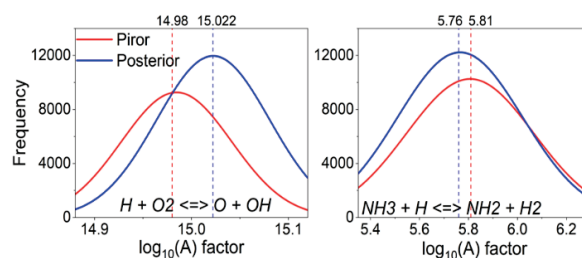 14.98 15.022
5.76 5.81
Piror
Posterior
Frequency
12000
8000
4000
0
12000
8000
4000
0
H + O2 <=> O + OH
NH3 + H <=> NH2 + H2
14.9 15.0 15.1
5.4 5.6 5.8 6.0 6.2
log10(A) factor
log10(A) factor